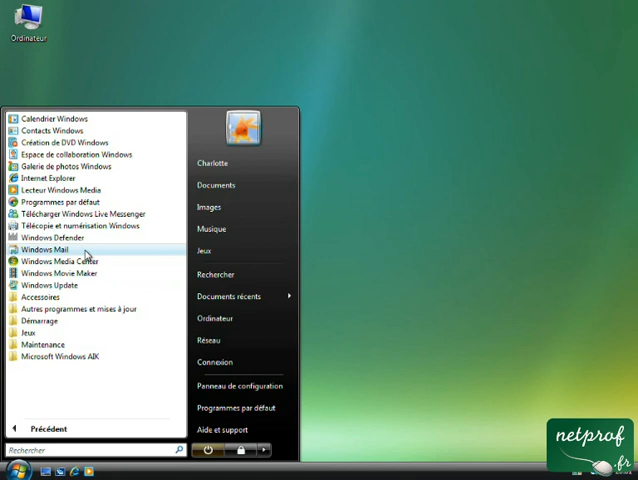 Ordinateur
Calendrier Windows
Contacts Windows
Création de DVD Windows
Espace de collaboration Windows
Galerie de photos Windows
Internet Explorer
Lecteur Windows Media
Programmes par défaut
Télécharger Windows Live Messenger
Télécopie et numérisation Windows
Windows Defender
Windows Mail
Windows Media Center
Windows Movie Maker
Windows Update
Accessoires
Autres programmes et mises à jour
Démarrage
Jeux
Maintenance
Microsoft Windows AIK
Précédent
Rechercher
Charlotte
Documents
Images
Musique
Jeux
Rechercher
Documents récents
Ordinateur
Réseau
Connexion
Panneau de configuration
Programmes par défaut
Aide et support
netprof
.fr